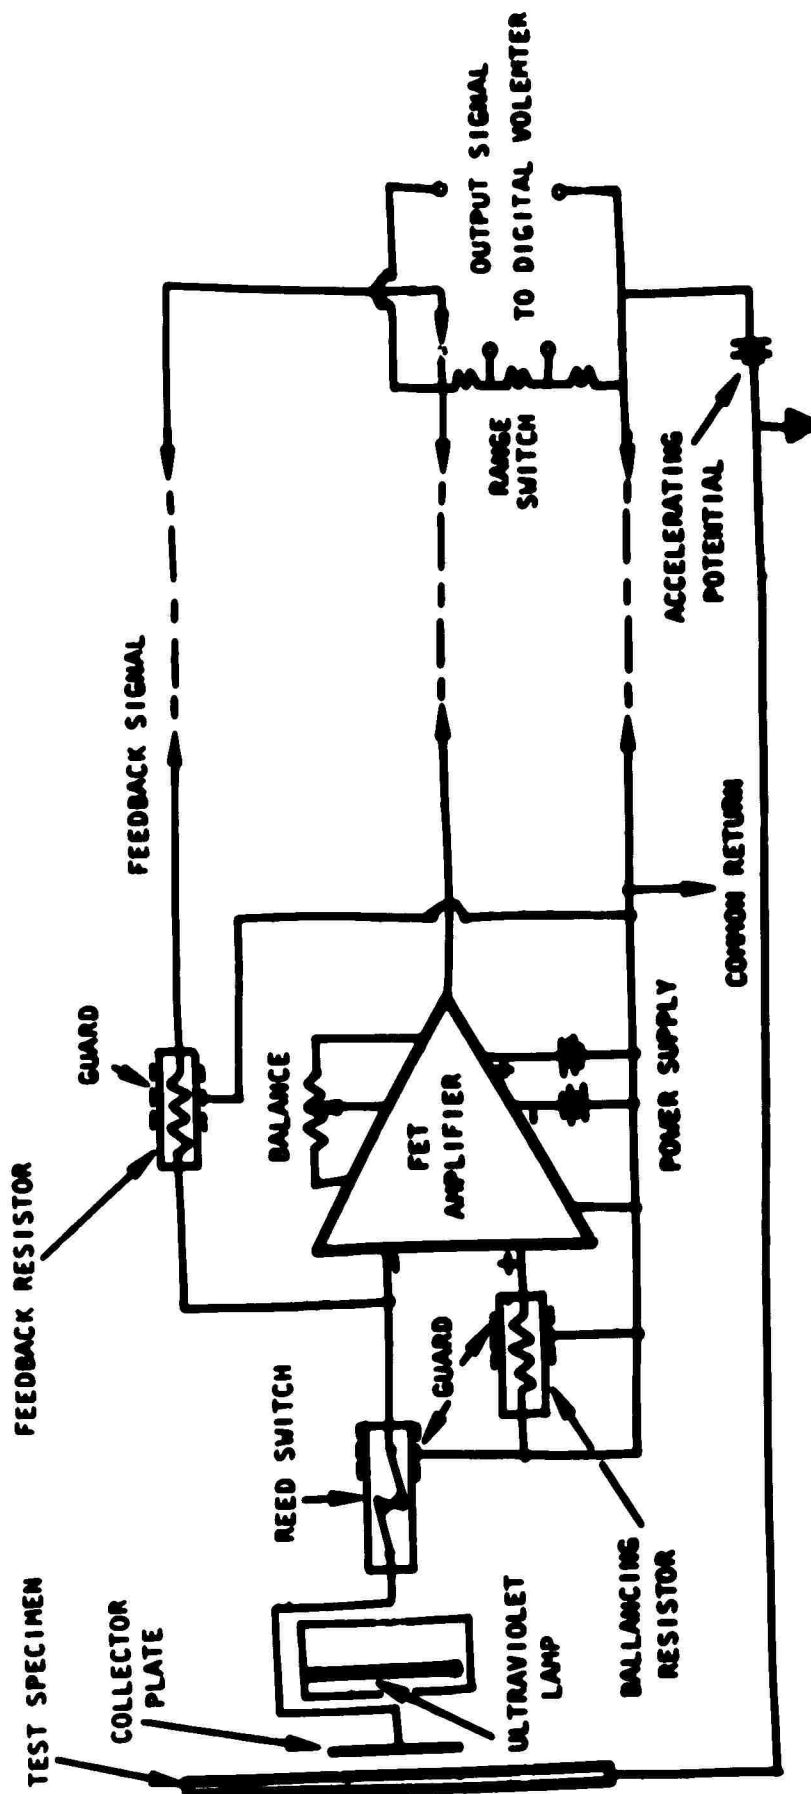 TEST SPECIMEN
COLLECTOR
PLATE
ULTRAVIOLET
LAMP
REED SWITCH
FEEDBACK RESISTOR
GUARD
FEEDBACK SIGNAL
GUARD
BALLANCING
RESISTOR
BALANCE
FET
AMPLIFIER
-
+
-
+
POWER SUPPLY
COMMON RETURN
RANGE
SWITCH
OUTPUT SIGNAL
TO DIGITAL VOLEMTER
ACCELERATING
POTENTIAL